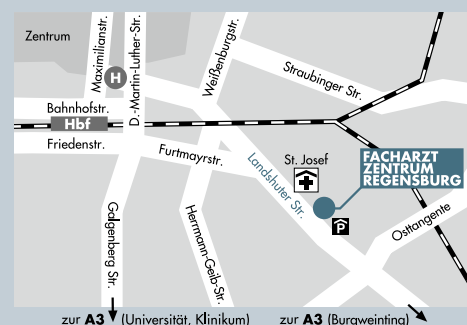 Zentrum
Maximilianstr.
H
D.-Martin-Luther-Str.
Weißenburgstr.
Straubinger Str.
Bahnhofstr.
Hbf
Friedenstr.
Furtmayrstr.
Landshuter Str.
St. Josef
FACHARZT
ZENTRUM
REGENSBURG
P
Osttangente
Galgenberg Str.
Herrmann-Geib-Str.
zur A3 (Universität, Klinikum)
zur A3 (Burgweinting)